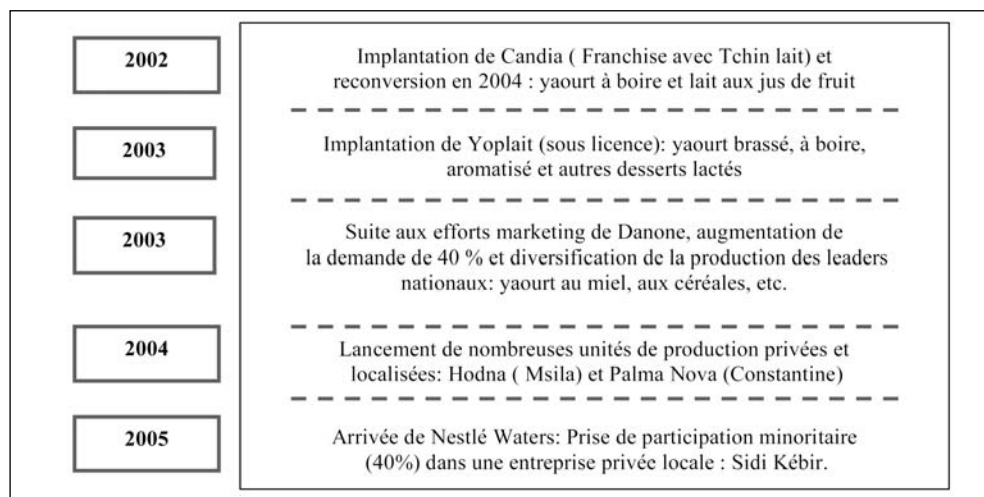 2002
Implantation de Candia ( Franchise avec Tchin lait) et
reconversion en 2004 : yaourt à boire et lait aux jus de fruit
2003
Implantation de Yoplait (sous licence): yaourt brassé, à boire,
aromatisé et autres desserts lactés
2003
Suite aux efforts marketing de Danone, augmentation de
la demande de 40 % et diversification de la production des leaders
nationaux: yaourt au miel, aux céréales, etc.
2004
Lancement de nombreuses unités de production privées et
localisées: Hodna ( Msila) et Palma Nova (Constantine)
2005
Arrivée de Nestlé Waters: Prise de participation minoritaire
(40%) dans une entreprise privée locale : Sidi Kébir.